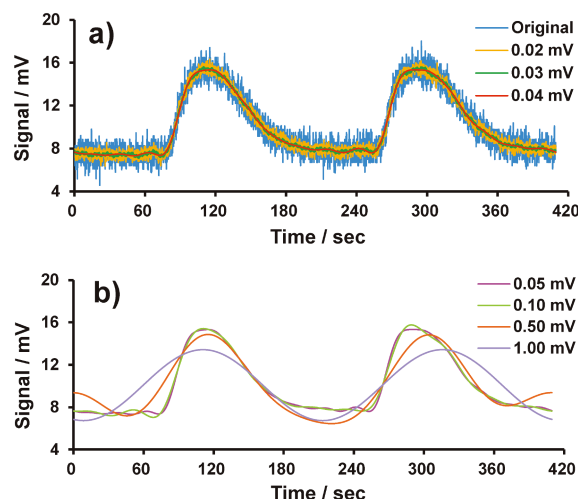 a)
Original
0.02 mV
0.03 mV
0.04 mV
Signal / mV
20
16
12
8
4
0 60 120 180 240 300 360 420
Time / sec
b)
0.05 mV
0.10 mV
0.50 mV
1.00 mV
Signal / mV
20
16
12
8
4
0 60 120 180 240 300 360 420
Time / sec